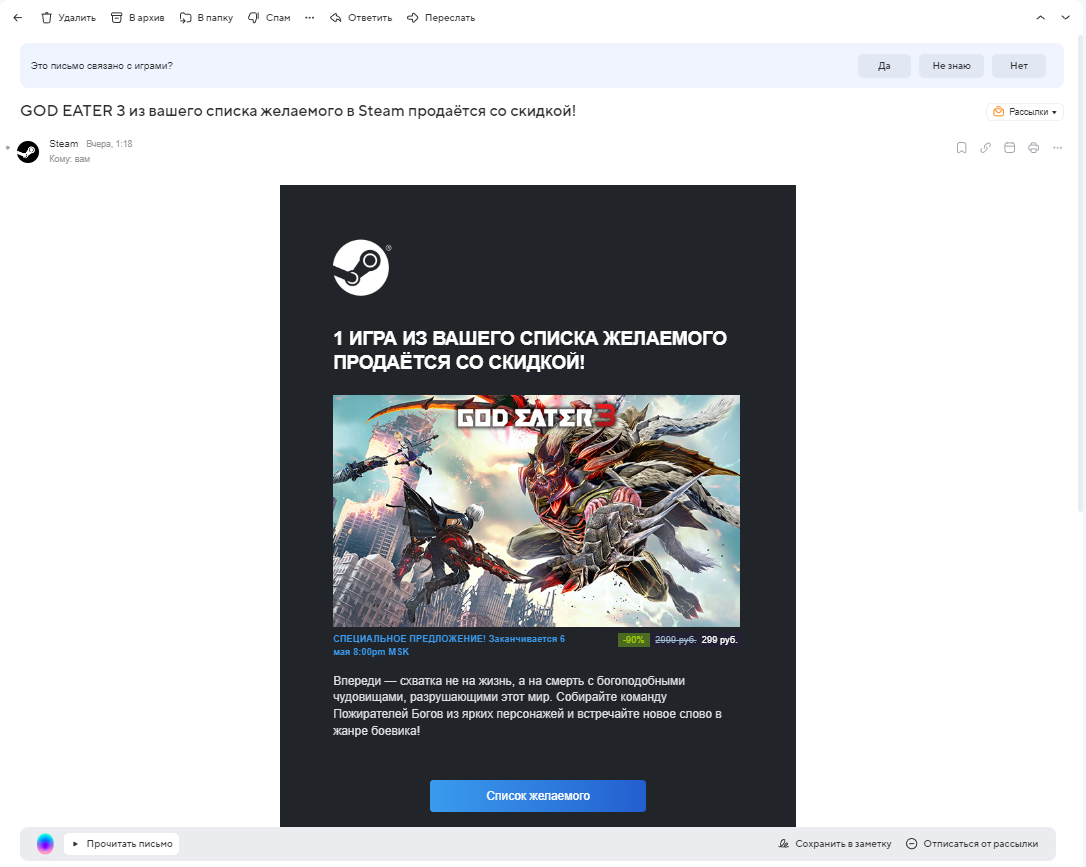 Удалить В архив В папку Спам Ответить Переслать
Это письмо связано с играми? Да Не знаю Нет
GOD EATER 3 из вашего списка желаемого в Steam продаётся со скидкой! Рассылки
Steam Вчера, 1:18
Кому: вам
1 ИГРА ИЗ ВАШЕГО СПИСКА ЖЕЛАЕМОГО
ПРОДАЁТСЯ СО СКИДКОЙ!
GOD EATER 3
СПЕЦИАЛЬНОЕ ПРЕДЛОЖЕНИЕ! Заканчивается 6 -90% 2999 руб. 299 руб.
мая 8:00pm MSK
Впереди — схватка не на жизнь, а на смерть с богоподобными
чудовищами, разрушающими этот мир. Собирайте команду
Пожирателей Богов из ярких персонажей и встречайте новое слово в
жанре боевика!
Список желаемого
Прочитать письмо Сохранить в заметку Отписаться от рассылки